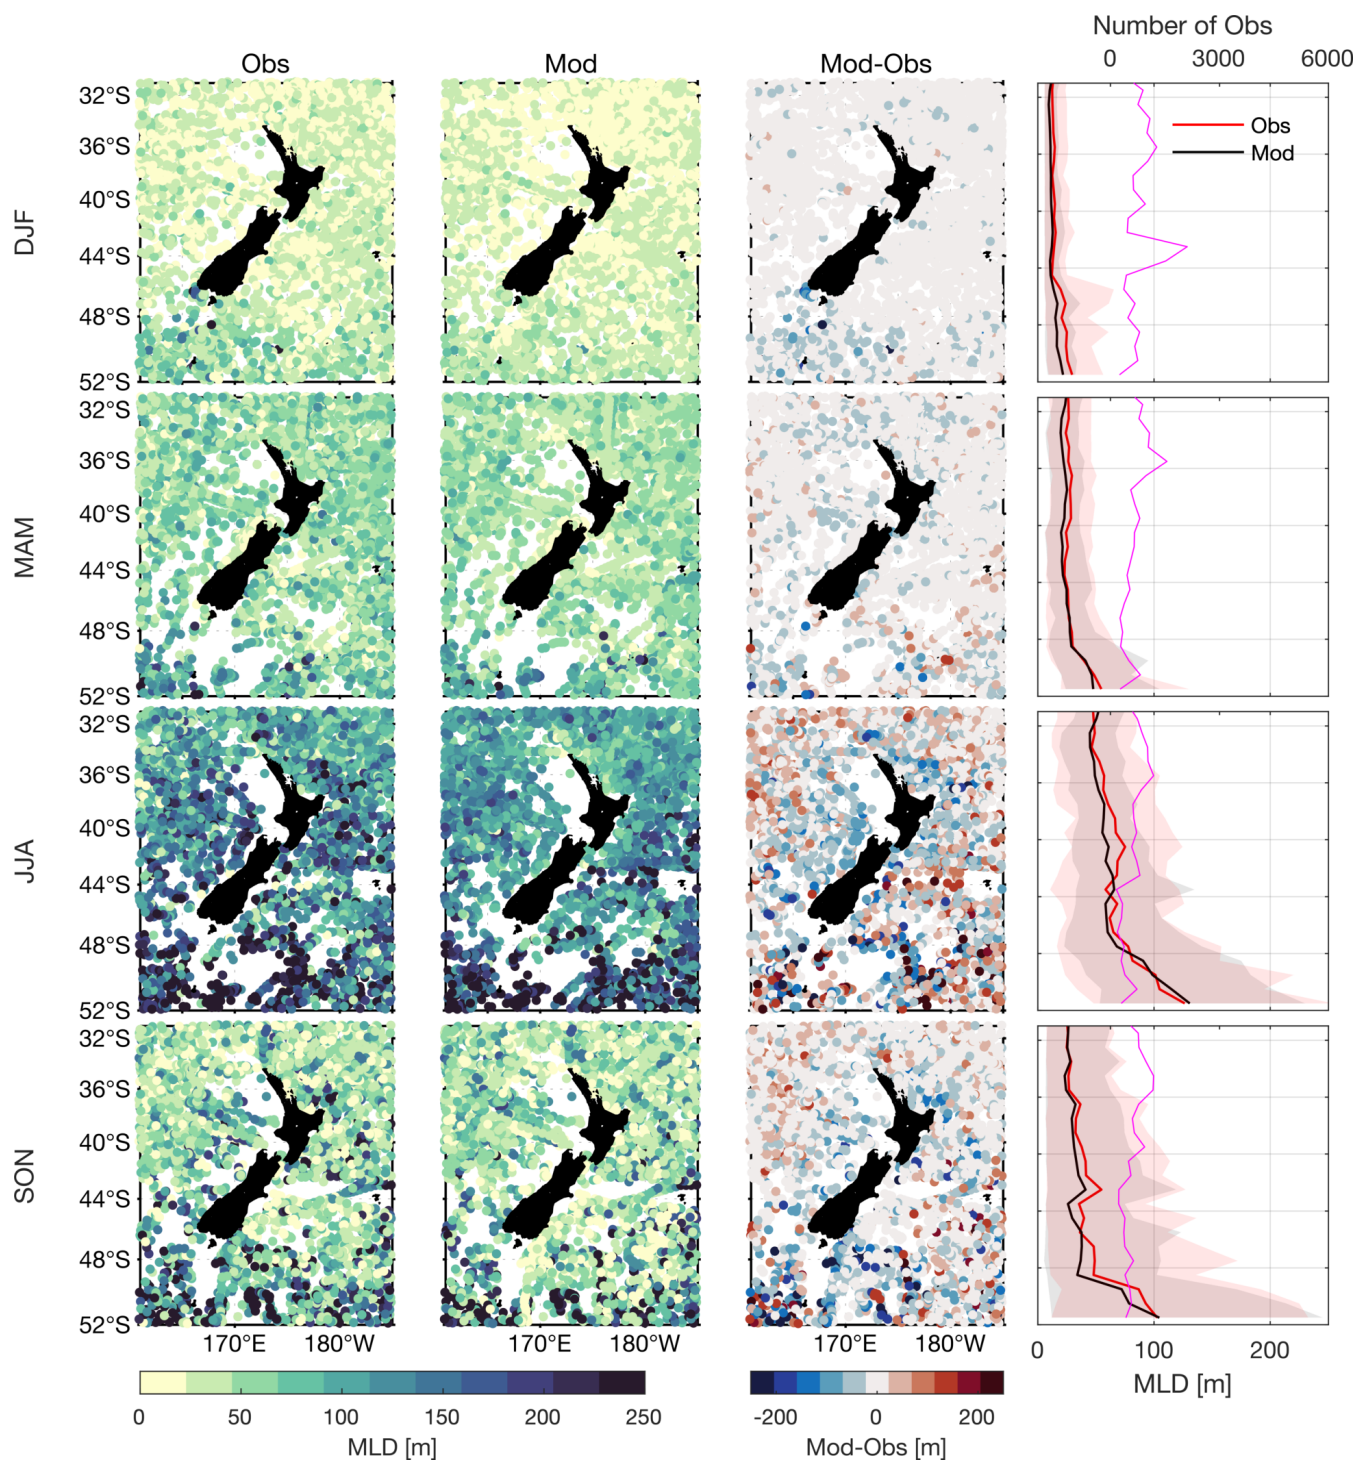 Number of Obs
Obs Mod Mod-Obs 0 3000 6000
32°S
36°S
40°S
44°S
48°S
52°S
DJF
Obs
Mod
32°S
36°S
40°S
44°S
48°S
52°S
MAM
32°S
36°S
40°S
44°S
48°S
52°S
JJA
32°S
36°S
40°S
44°S
48°S
52°S
SON
170°E 180°W 170°E 180°W 170°E 180°W 0 100 200
MLD [m]
0 50 100 150 200 250
MLD [m]
-200 0 200
Mod-Obs [m]